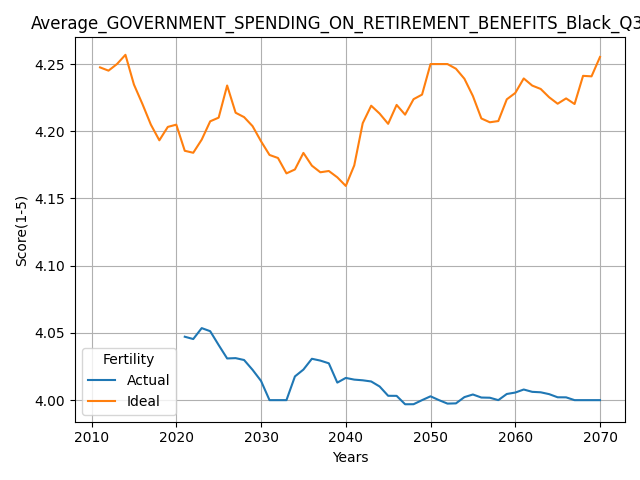 Average_GOVERNMENT_SPENDING_ON_RETIREMENT_BENEFITS_Black_Q3
4.25
4.20
4.15
4.10
4.05
4.00
Score(1-5)
Fertility
Actual
Ideal
2010 2020 2030 2040 2050 2060 2070
Years